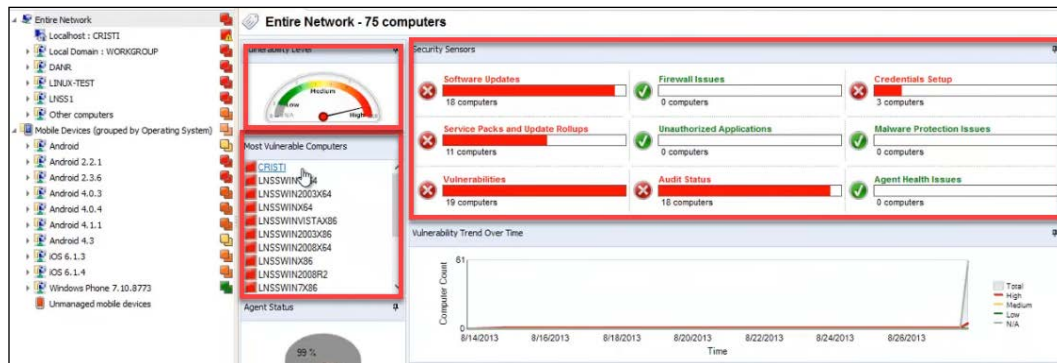 Entire Network
Localhost : CRISTI
Local Domain : WORKGROUP
DANR
LINUX-TEST
LNSS1
Other computers
Mobile Devices (grouped by Operating System)
Android
Android 2.2.1
Android 2.3.6
Android 4.0.3
Android 4.0.4
Android 4.1.1
Android 4.3
iOS 6.1.3
iOS 6.1.4
Windows Phone 7.10.8773
Unmanaged mobile devices
Entire Network - 75 computers
Vulnerability Level
Low
Medium
High
N/A
Most Vulnerable Computers
CRISTI
LNSSWIN2003X64
LNSSWINX64
LNSSWINVISTAX86
LNSSWIN2003X86
LNSSWIN2008X64
LNSSWINX86
LNSSWIN2008R2
LNSSWIN7X86
Agent Status
99 %
Security Sensors
Software Updates
18 computers
Firewall Issues
0 computers
Credentials Setup
3 computers
Service Packs and Update Rollups
11 computers
Unauthorized Applications
0 computers
Malware Protection Issues
0 computers
Vulnerabilities
19 computers
Audit Status
18 computers
Agent Health Issues
0 computers
Vulnerability Trend Over Time
Computer Count
61
0
8/14/2013 8/16/2013 8/18/2013 8/20/2013 8/22/2013 8/24/2013 8/26/2013
Time
Total
High
Medium
Low
N/A